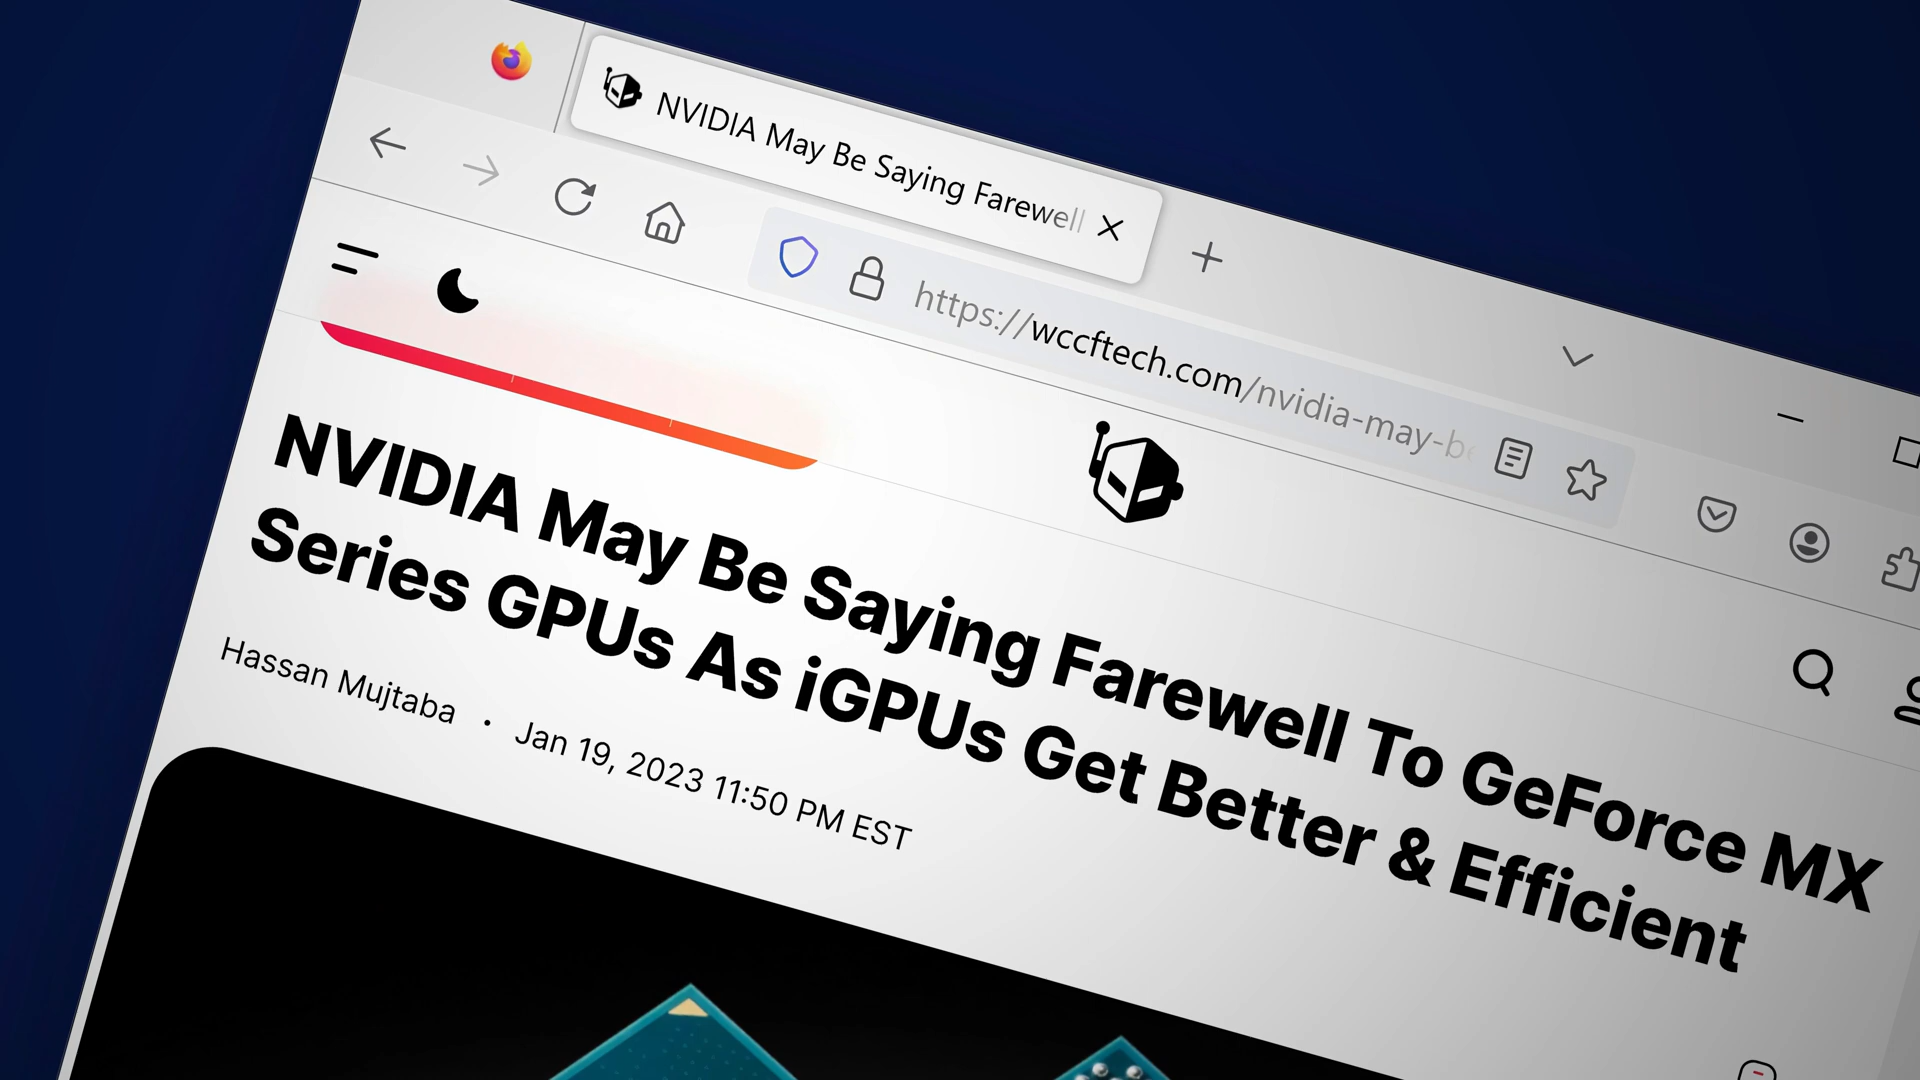 NVIDIA May Be Saying Farewell
https://wccftech.com/nvidia-may-be
NVIDIA May Be Saying Farewell To GeForce MX
Series GPUs As iGPUs Get Better & Efficient
Hassan Mujtaba • Jan 19, 2023 11:50 PM EST